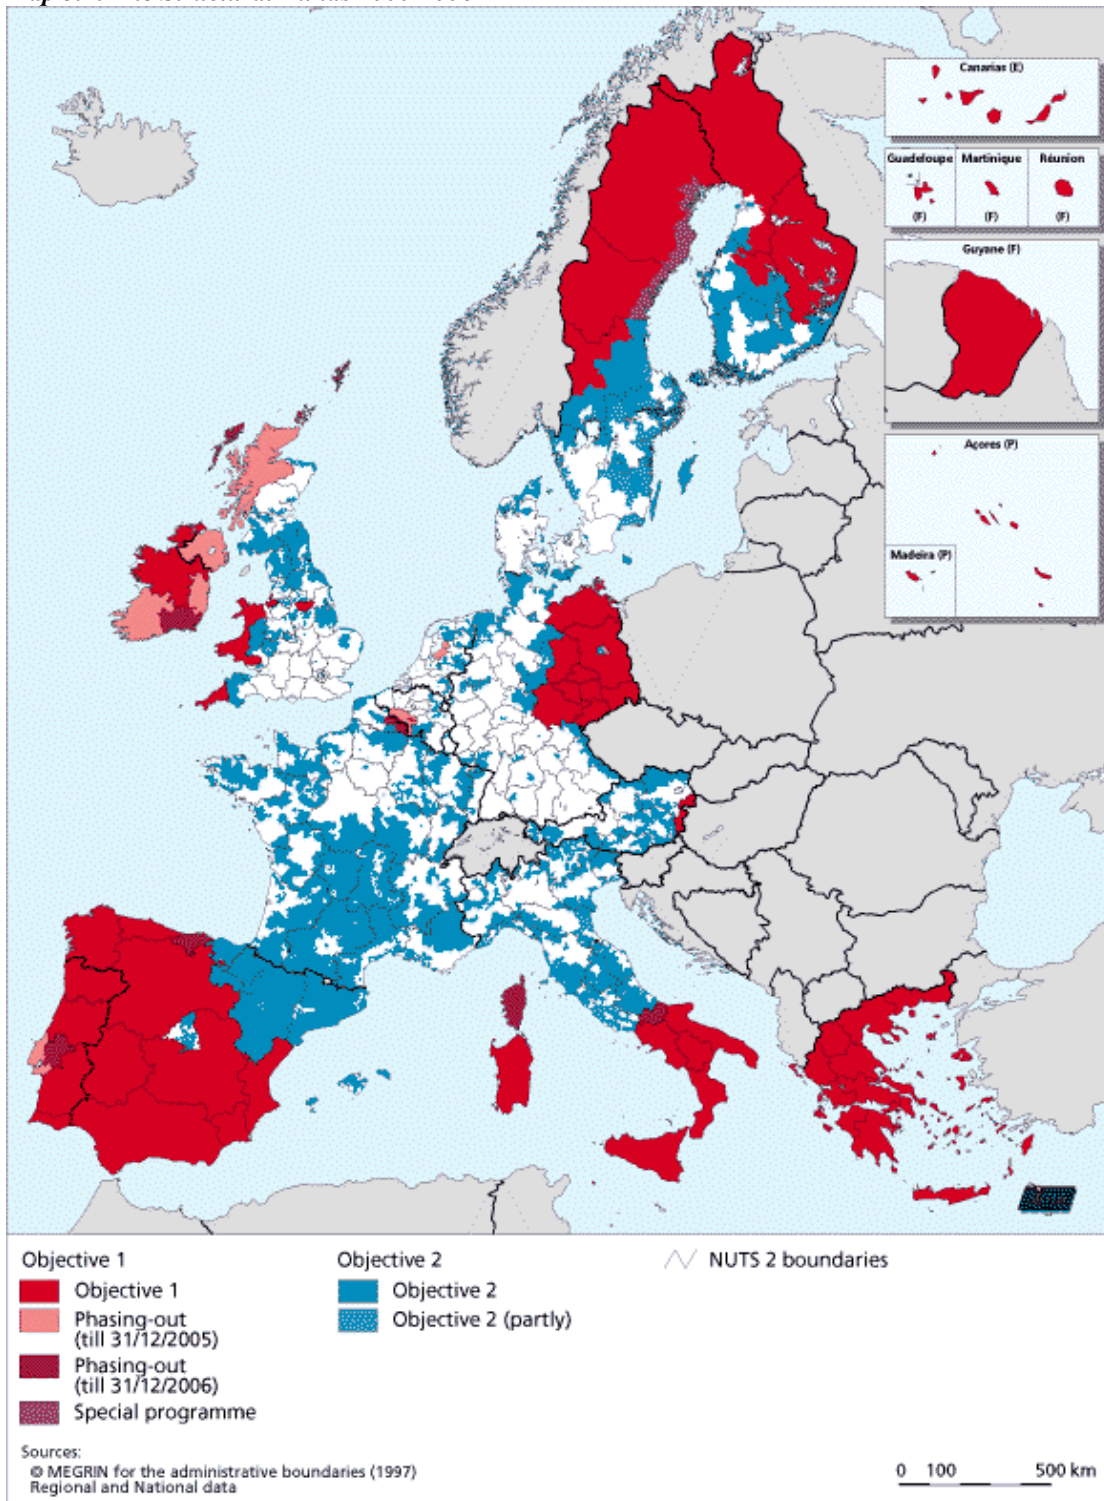 Canarias (E)
Guadeloupe
Martinique
Réunion
(F)
(F)
(F)
Guyane (F)
Açores (P)
Madeira (P)
Objective 1
Objective 1
Phasing-out
(till 31/12/2005)
Phasing-out
(till 31/12/2006)
Special programme
Objective 2
Objective 2
Objective 2 (partly)
NUTS 2 boundaries
Sources:
© MEGRIN for the administrative boundaries (1997)
Regional and National data
0 100 500 km